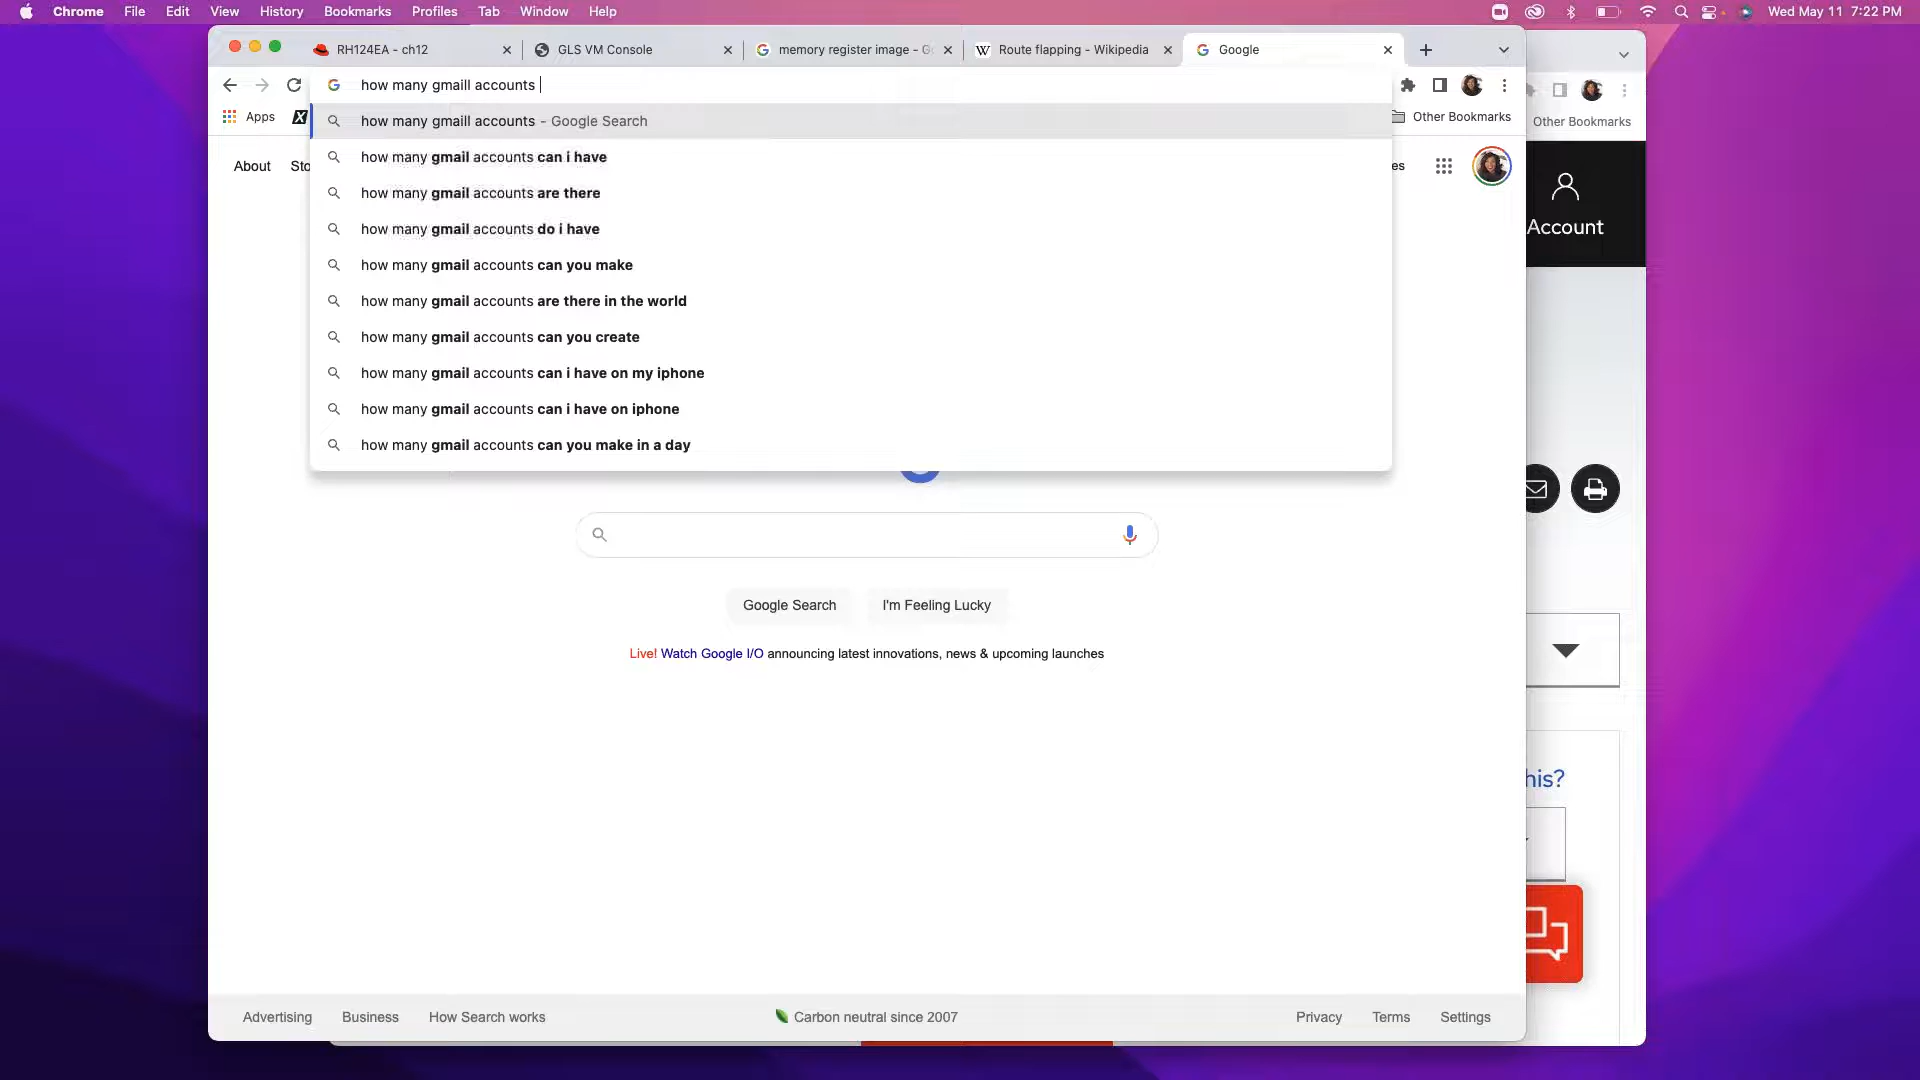 Chrome File Edit View History Bookmarks Profiles Tab Window Help Wed May 11 7:22 PM
RH124EA - ch12 GLS VM Console memory register image - Go Route flapping - Wikipedia Google
how many gmaill accounts
Apps Other Bookmarks
Other Bookmarks
how many gmaill accounts - Google Search
About Sto es
how many gmail accounts can i have
how many gmail accounts are there
how many gmail accounts do i have
Account
how many gmail accounts can you make
how many gmail accounts are there in the world
how many gmail accounts can you create
how many gmail accounts can i have on my iphone
how many gmail accounts can i have on iphone
how many gmail accounts can you make in a day
Google Search I'm Feeling Lucky
Live! Watch Google I/O announcing latest innovations, news & upcoming launches
his?
Advertising Business How Search works Carbon neutral since 2007 Privacy Terms Settings